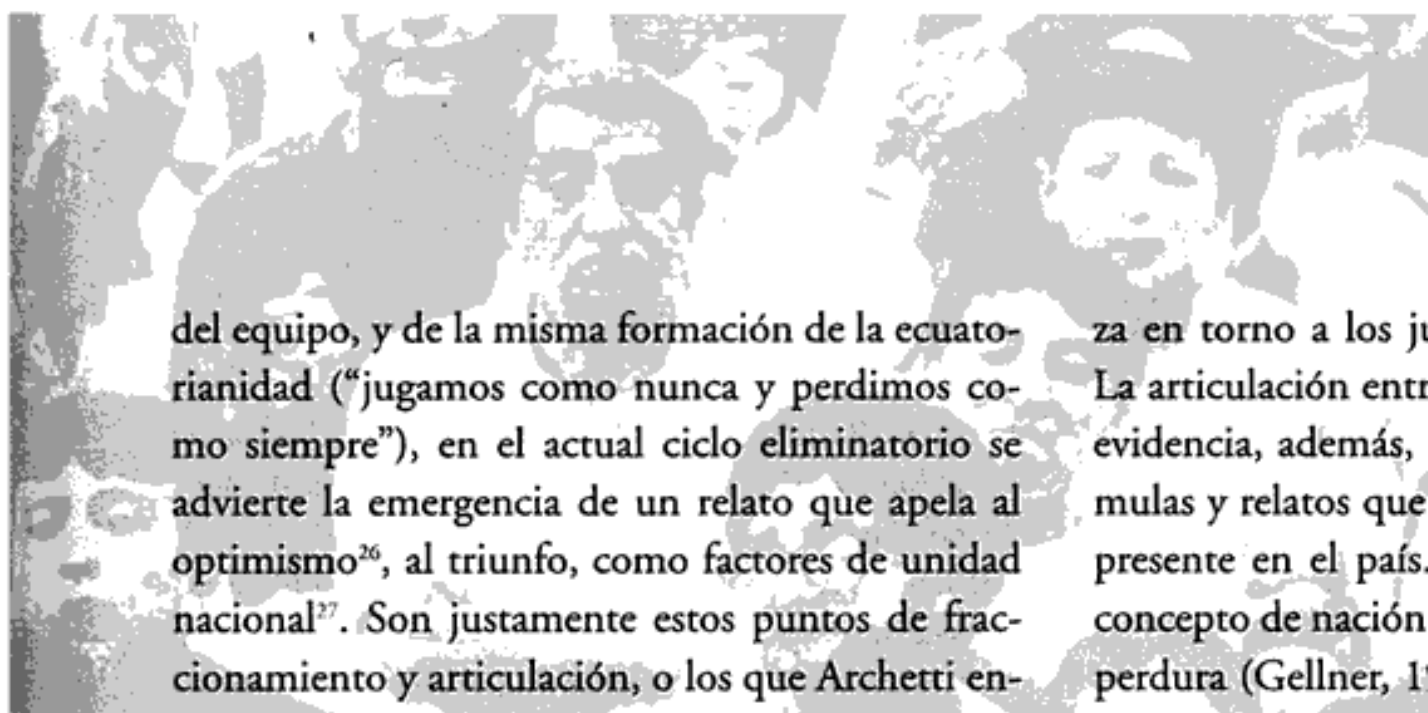 del equipo, y de la misma formación de la ecuato-
rianidad (“jugamos como nunca y perdimos co-
mo siempre”), en el actual ciclo eliminatorio se
advierte la emergencia de un relato que apela al
optimismo²⁶, al triunfo, como factores de unidad
nacional²⁷. Son justamente estos puntos de frac-
cionamiento y articulación, o los que Archetti en-
za en torno a los
La articulación
evidencia, además,
mulas y relatos que
presente en el país.
concepto de nación
perdura (Gellner,